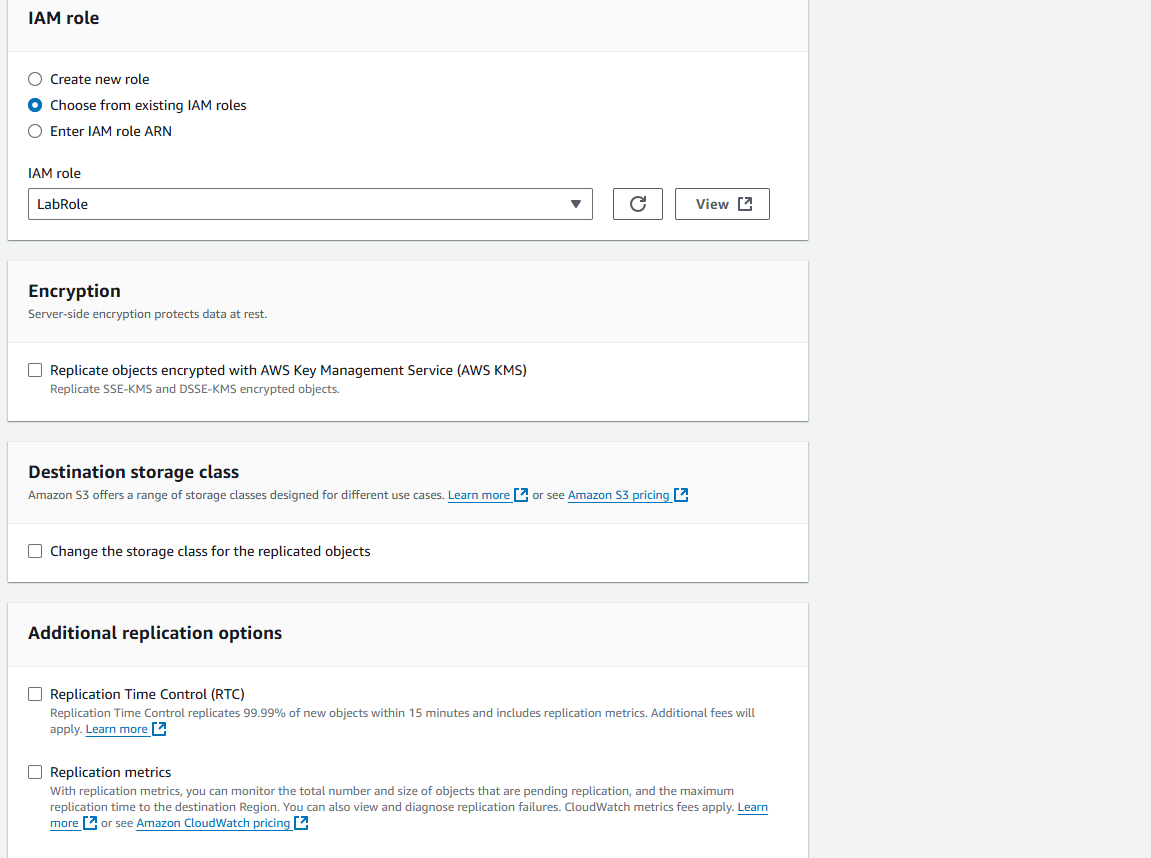 IAM role
Create new role
Choose from existing IAM roles
Enter IAM role ARN
IAM role
LabRole
View
Encryption
Server-side encryption protects data at rest.
Replicate objects encrypted with AWS Key Management Service (AWS KMS)
Replicate SSE-KMS and DSSE-KMS encrypted objects.
Destination storage class
Amazon S3 offers a range of storage classes designed for different use cases. Learn more or see Amazon S3 pricing
Change the storage class for the replicated objects
Additional replication options
Replication Time Control (RTC)
Replication Time Control replicates 99.99% of new objects within 15 minutes and includes replication metrics. Additional fees will
apply. Learn more
Replication metrics
With replication metrics, you can monitor the total number and size of objects that are pending replication, and the maximum
replication time to the destination Region. You can also view and diagnose replication failures. CloudWatch metrics fees apply. Learn
more or see Amazon CloudWatch pricing